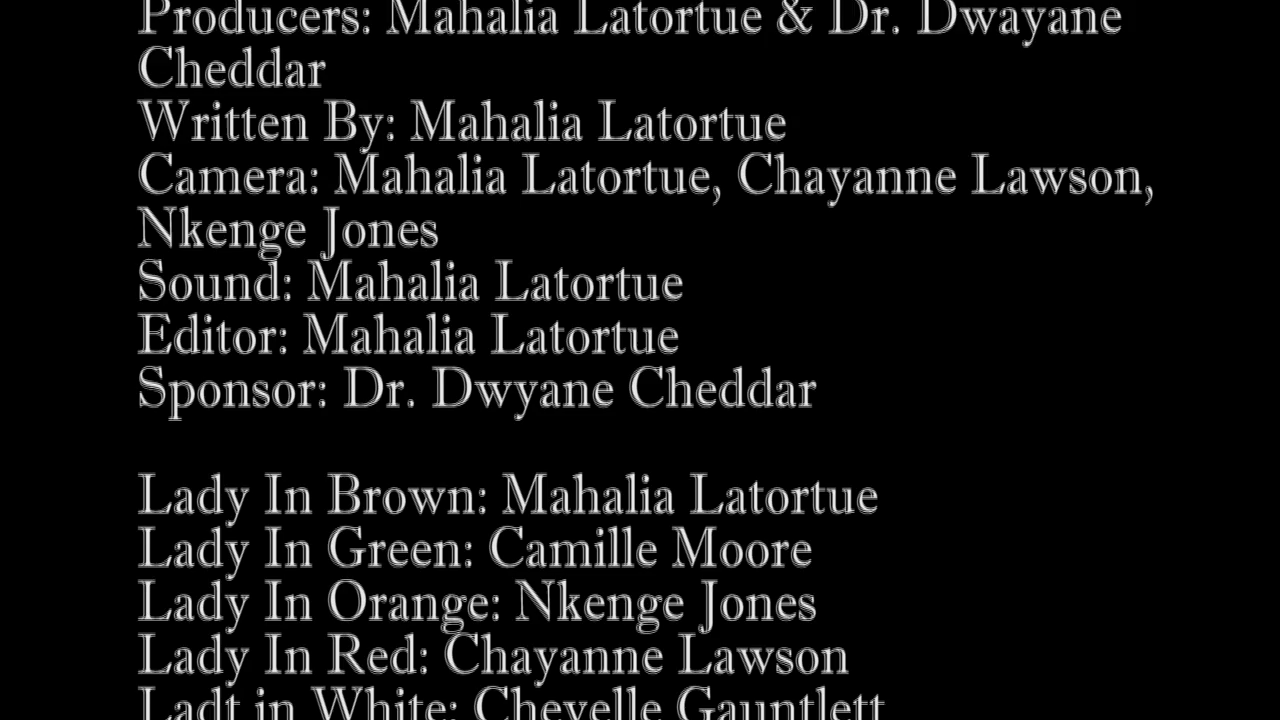 Producers: Mahalia Latortue & Dr. Dwayane
Cheddar
Written By: Mahalia Latortue
Camera: Mahalia Latortue, Chayanne Lawson,
Nkenge Jones
Sound: Mahalia Latortue
Editor: Mahalia Latortue
Sponsor: Dr. Dwyane Cheddar
Lady In Brown: Mahalia Latortue
Lady In Green: Camille Moore
Lady In Orange: Nkenge Jones
Lady In Red: Chayanne Lawson
Ladt in White: Chevelle Gauntlett